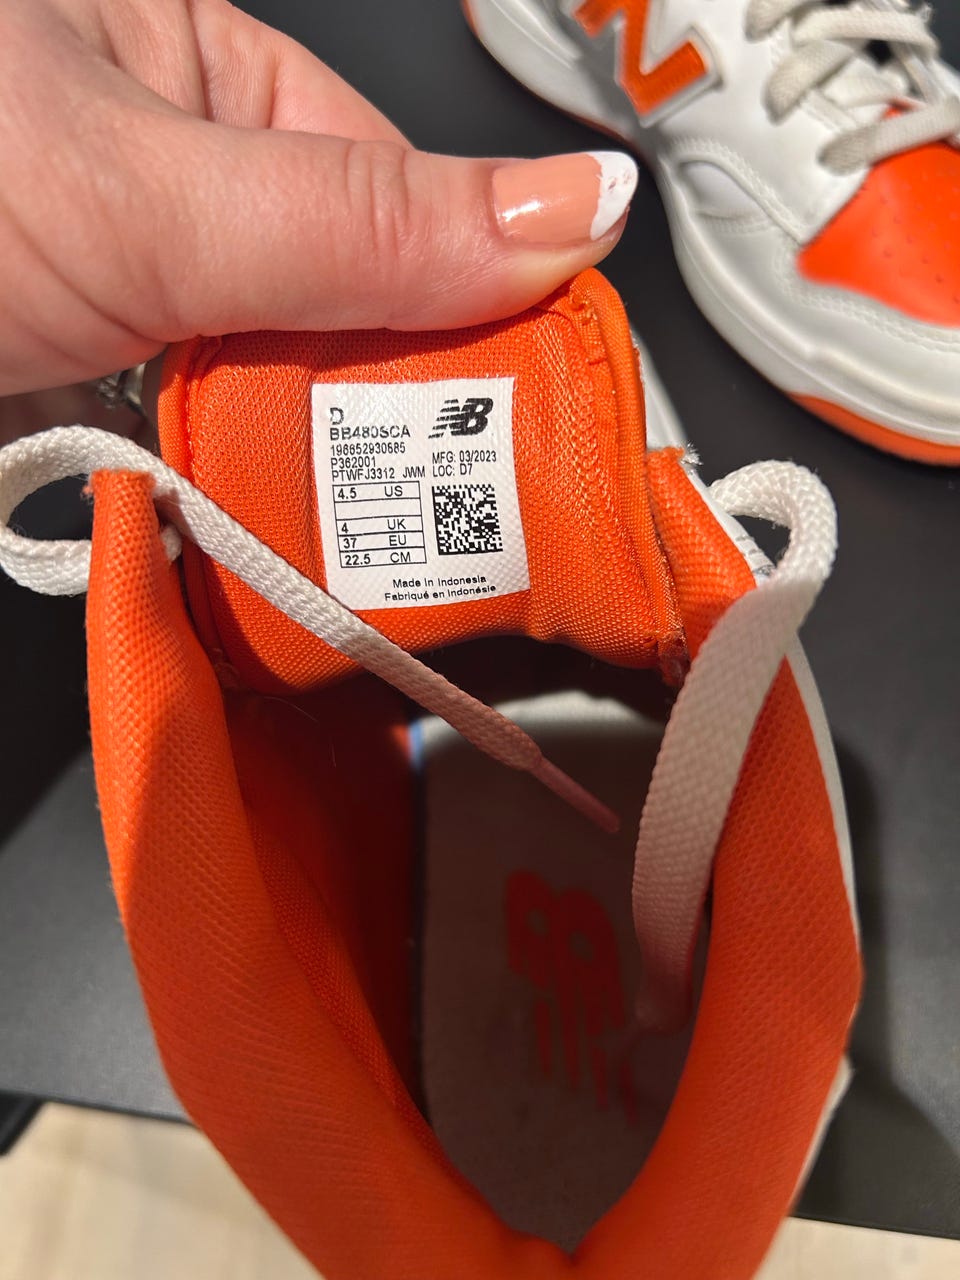 D
BB480SCA
NB
196652930685
P362001
PTWFJ3312 JWM
MFG: 03/2023
LOC: D7
4.5 US
4 UK
37 EU
22.5 CM
Made in Indonesia
Fabriqué en Indonésie
N